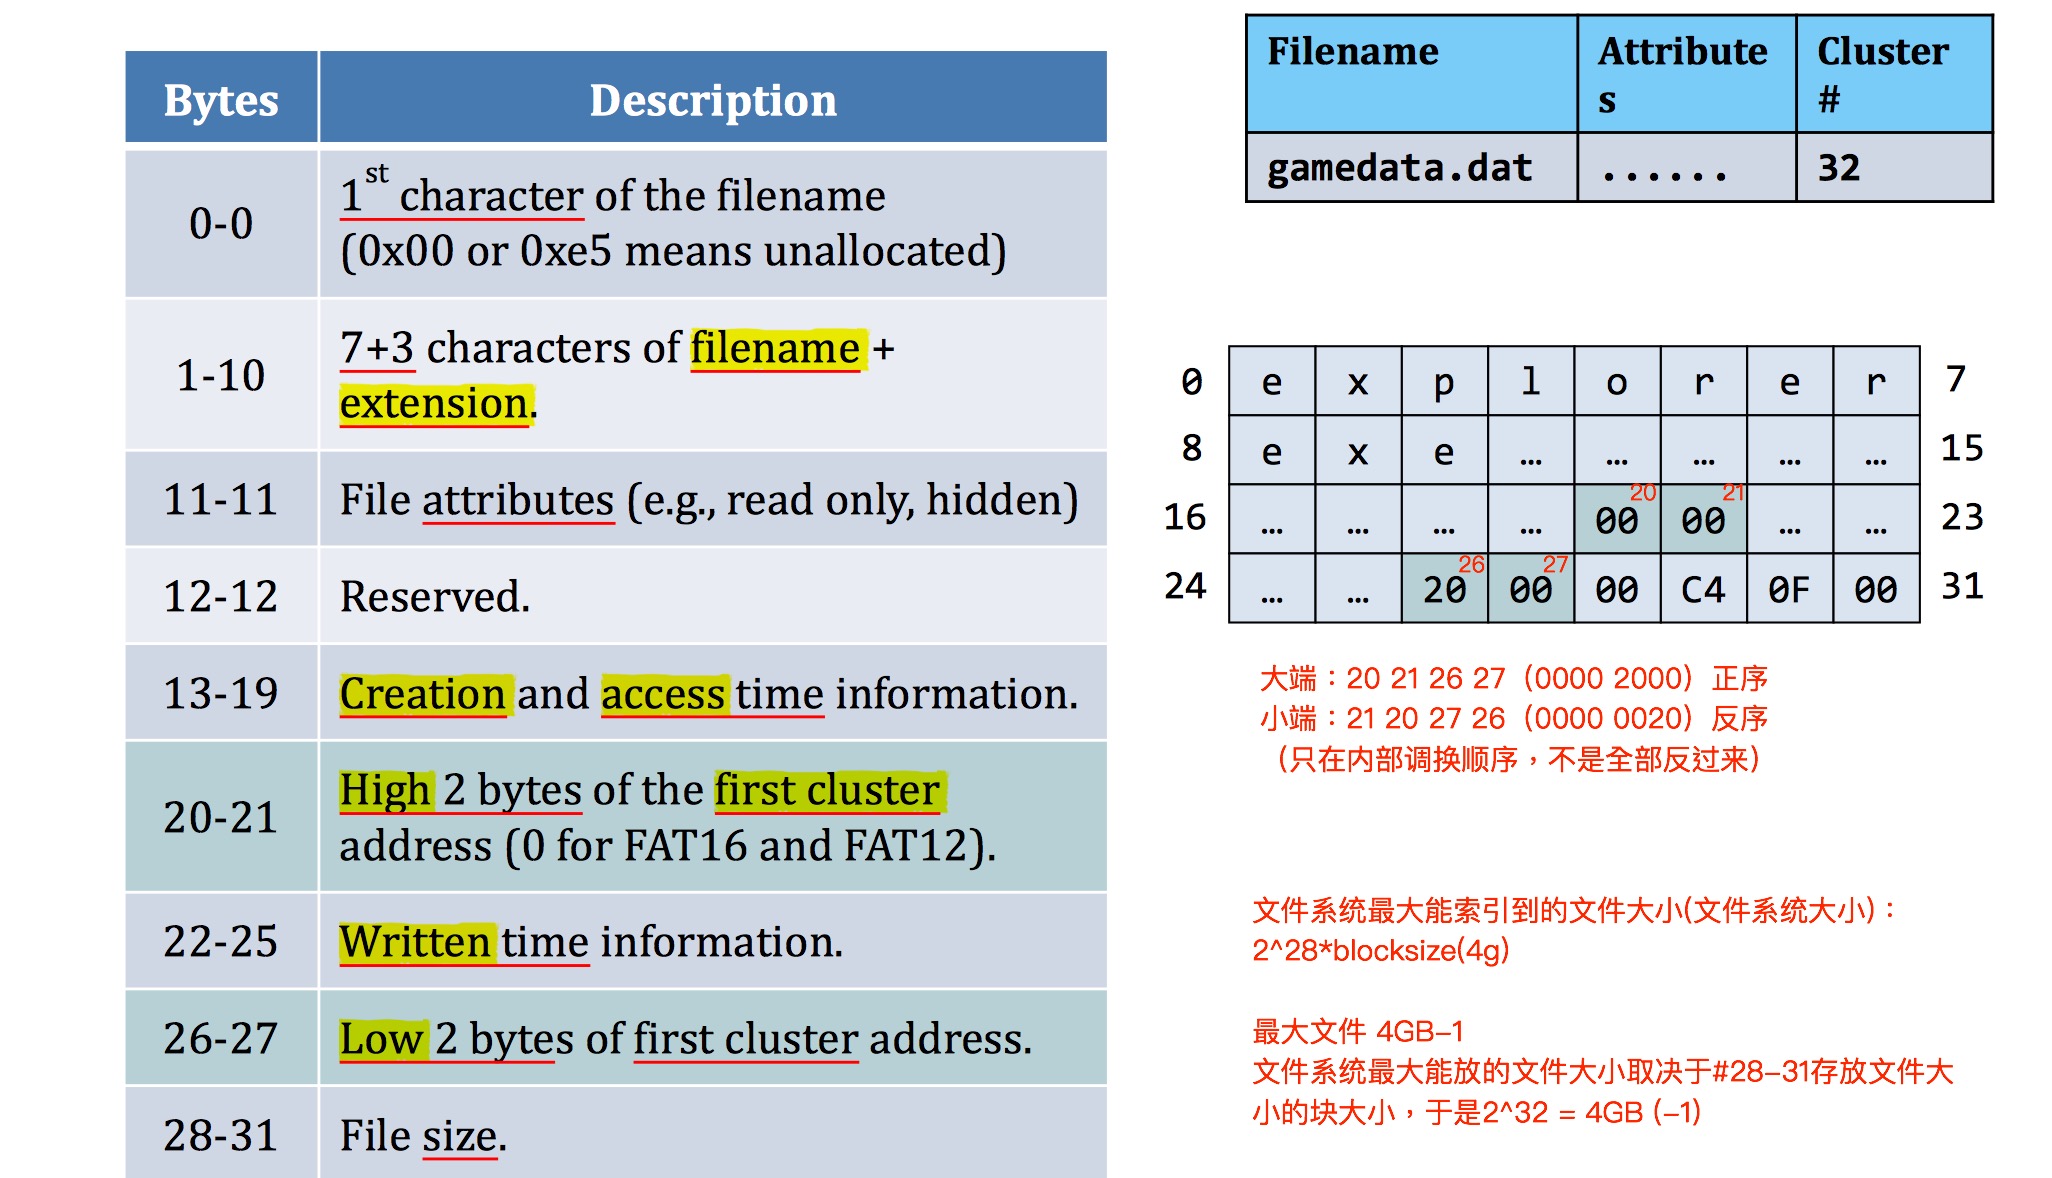 Bytes Description
0-0
1st character of the filename
(0x00 or 0xe5 means unallocated)
1-10
7+3 characters of filename +
extension.
11-11 File attributes (e.g., read only, hidden)
12-12 Reserved.
13-19 Creation and access time information.
20-21
High 2 bytes of the first cluster
address (0 for FAT16 and FAT12).
22-25 Written time information.
26-27 Low 2 bytes of first cluster address.
28-31 File size.
Filename Attribute Cluster
s #
gamedata.dat ...... 32
0 e x p l o r e r 7
8 e x e … … … … … 15
20 21
16 … … … … 00 00 … … 23
26 27
24 … … 20 00 00 C4 0F 00 31
大端：20 21 26 27（0000 2000）正序
小端：21 20 27 26（0000 0020）反序
（只在内部调换顺序，不是全部反过来）
文件系统最大能索引到的文件大小(文件系统大小)：
2^28*blocksize(4g)
最大文件 4GB-1
文件系统最大能放的文件大小取决于#28-31存放文件大
小的块大小，于是2^32 = 4GB (-1)